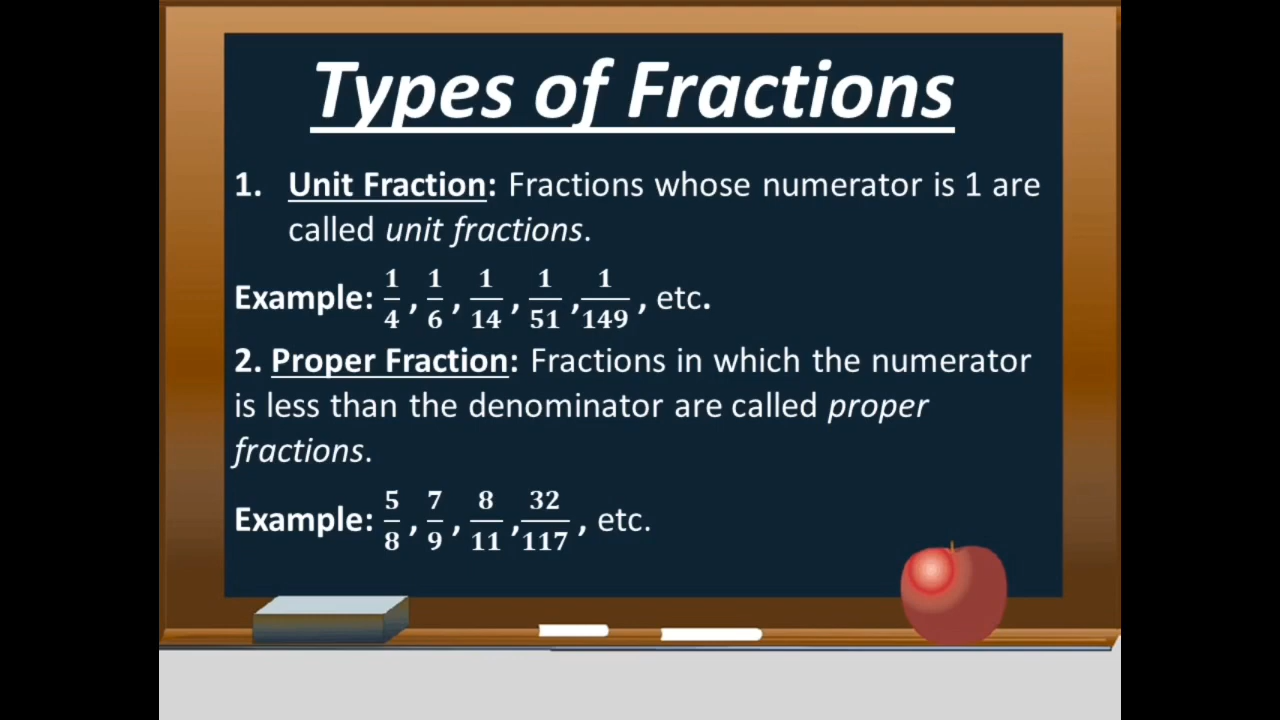 Types of Fractions
1. Unit Fraction: Fractions whose numerator is 1 are
called unit fractions.
Example: 1/4 , 1/6 , 1/14 , 1/51 , 1/149 , etc.
2. Proper Fraction: Fractions in which the numerator
is less than the denominator are called proper
fractions.
Example: 5/8 , 7/9 , 8/11 , 32/117 , etc.